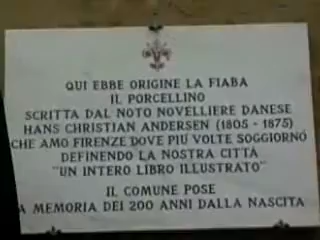 QUI EBBE ORIGINE LA FIABA
IL PORCELLINO
SCRITTA DAL NOTO NOVELLIERE DANESE
HANS CHRISTIAN ANDERSEN (1805 - 1875)
CHE AMO FIRENZE DOVE PIÙ VOLTE SOGGIORNÒ
DEFINENDO LA NOSTRA CITTÀ
"UN INTERO LIBRO ILLUSTRATO"
IL COMUNE POSE
A MEMORIA DEI 200 ANNI DALLA NASCITA